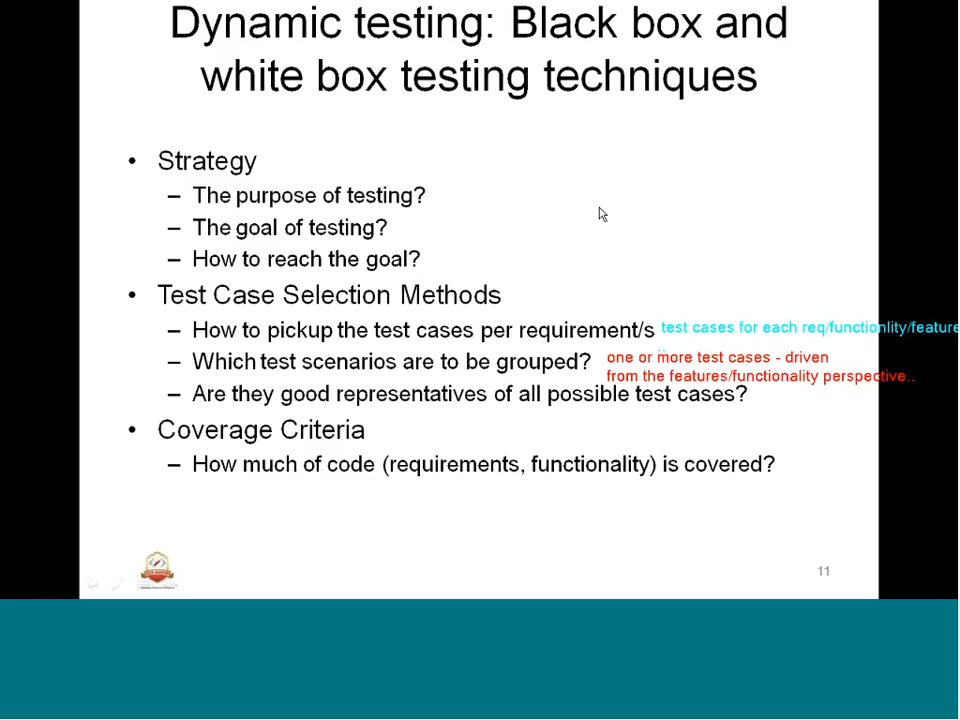 Dynamic testing: Black box and
white box testing techniques
• Strategy
– The purpose of testing?
– The goal of testing?
– How to reach the goal?
• Test Case Selection Methods
– How to pickup the test cases per requirement/s test cases for each req/functionlity/feature
– Which test scenarios are to be grouped? one or more test cases - driven
from the features/functionality perspective..
– Are they good representatives of all possible test cases?
• Coverage Criteria
– How much of code (requirements, functionality) is covered?
11